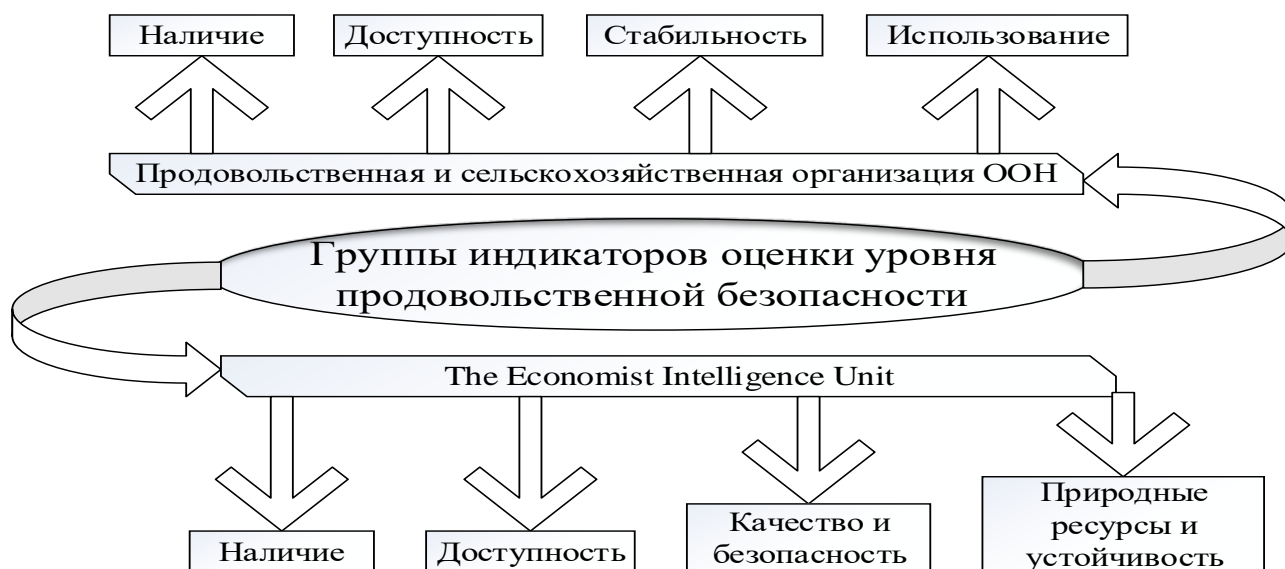 Наличие
Доступность
Стабильность
Использование
Продовольственная и сельскохозяйственная организация ООН
Группы индикаторов оценки уровня
продовольственной безопасности
The Economist Intelligence Unit
Наличие
Доступность
Качество и
безопасность
Природные
ресурсы и
устойчивость